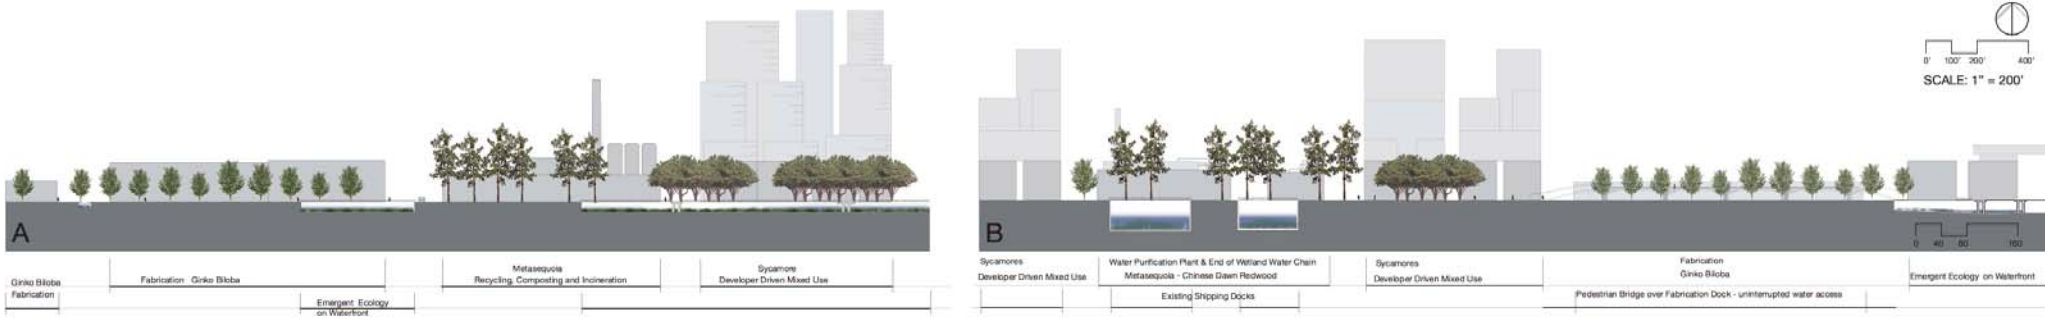 A
Ginko Biloba
Fabrication
Fabrication Ginko Biloba
Emergent Ecology
on Waterfront
Metasequoia
Recycling, Composting and Incineration
Sycamore
Developer Driven Mixed Use
B
Sycamores
Developer Driven Mixed Use
Water Purification Plant & End of Wetland Water Chain
Metasequoia - Chinese Dawn Redwood
Existing Shipping Docks
Sycamores
Developer Driven Mixed Use
Fabrication
Ginko Biloba
Pedestrian Bridge over Fabrication Dock - uninterrupted water access
Emergent Ecology on Waterfront
0' 100' 200' 400'
SCALE: 1" = 200'
0 40 80 160